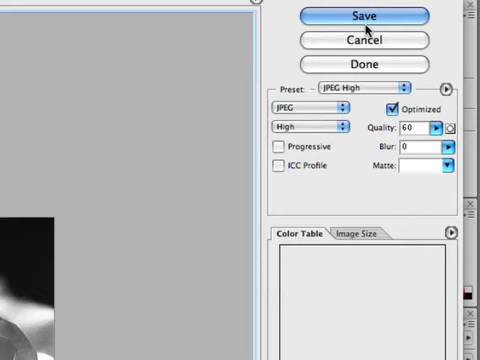 Save
Cancel
Done
Preset: JPEG High
JPEG Optimized
High Quality: 60
Progressive Blur: 0
ICC Profile Matte:
Color Table Image Size